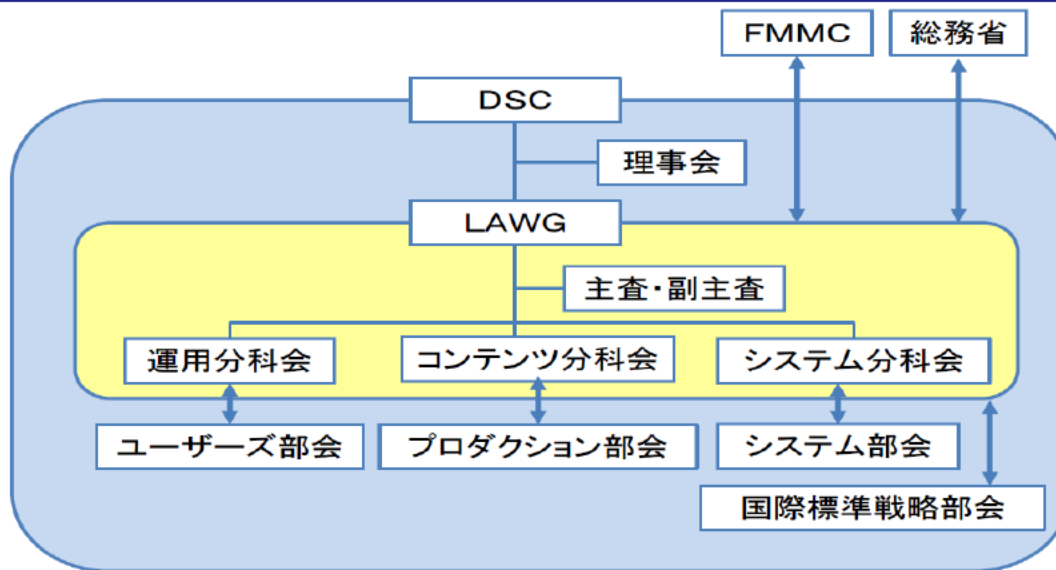 FMMC
総務省
DSC
理事会
LAWG
主査・副主査
運用分科会
コンテンツ分科会
システム分科会
ユーザーズ部会
プロダクション部会
システム部会
国際標準戦略部会